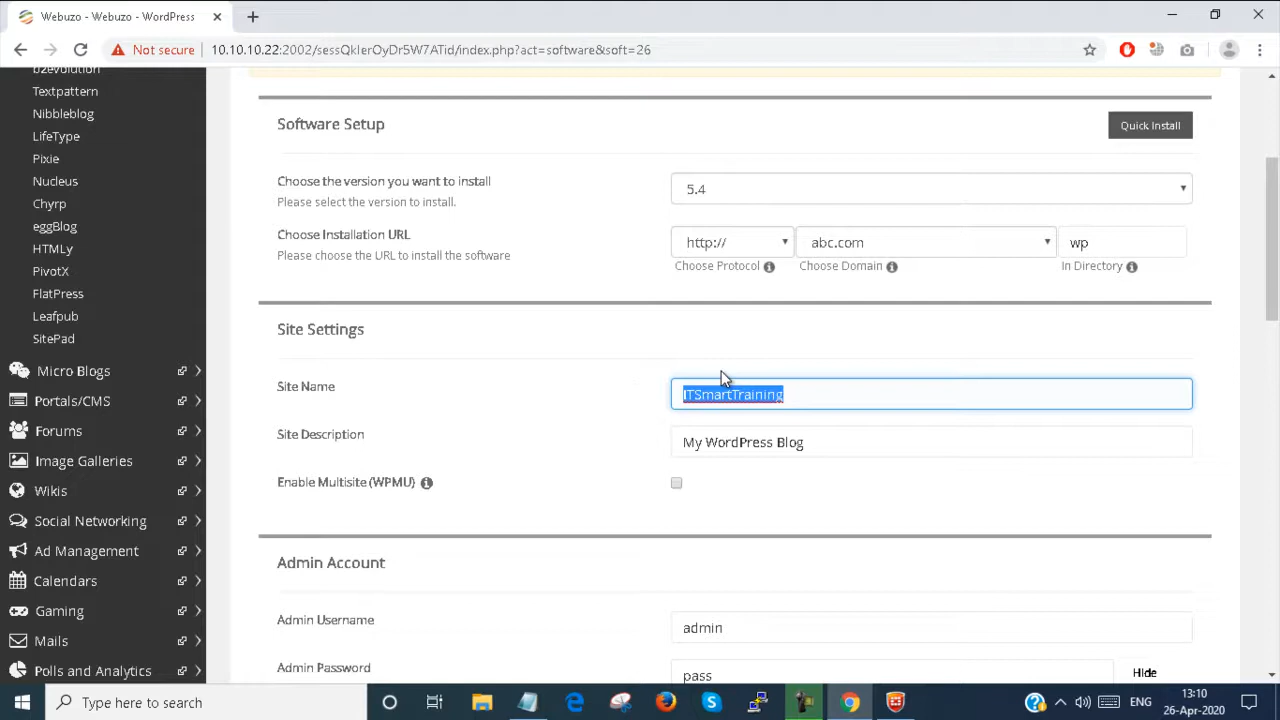 Webuzo - Webuzo - WordPress
Not secure
10.10.10.22:2002/sessQkIerOyDr5W7ATid/index.php?act=software&soft=26
b2evolution
Textpattern
Nibbleblog
LifeType
Pixie
Nucleus
Chyrp
eggBlog
HTMLy
PivotX
FlatPress
Leafpub
SitePad
Micro Blogs
Portals/CMS
Forums
Image Galleries
Wikis
Social Networking
Ad Management
Calendars
Gaming
Mails
Polls and Analytics
Software Setup
Quick Install
Choose the version you want to install
Please select the version to install.
5.4
Choose Installation URL
Please choose the URL to install the software
http://
abc.com
wp
Choose Protocol
Choose Domain
In Directory
Site Settings
Site Name
ITSmartTraining
Site Description
My WordPress Blog
Enable Multisite (WPMU)
Admin Account
Admin Username
admin
Admin Password
pass
Hide
Type here to search
ENG
13:10
26-Apr-2020